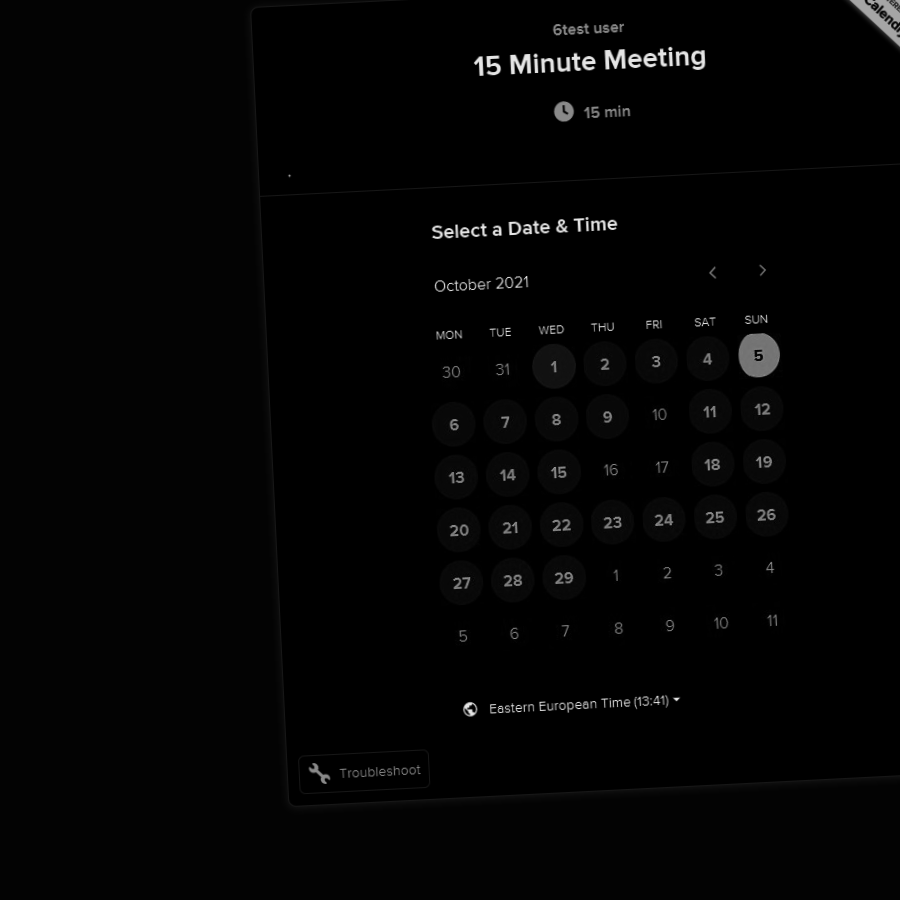 6test user
15 Minute Meeting
15 min
Calendly
Select a Date & Time
October 2021
MON TUE WED THU FRI SAT SUN
30 31 1 2 3 4 5
6 7 8 9 10 11 12
13 14 15 16 17 18 19
20 21 22 23 24 25 26
27 28 29 1 2 3 4
5 6 7 8 9 10 11
Eastern European Time (13:41)
Troubleshoot